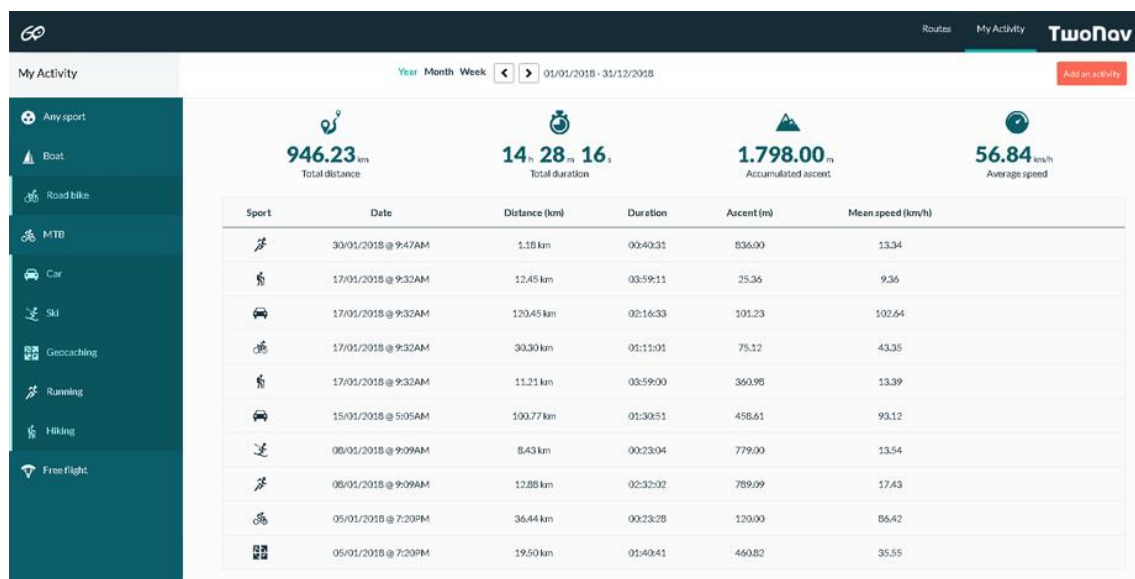 GO
Routes My Activity TwoNav
My Activity Year Month Week 01/01/2018 - 31/12/2018 Add an activity
Any sport
Boat
Road bike
MTB
Car
Ski
Geocaching
Running
Hiking
Free flight
946.23 km 14 h 28 m 16 s 1.798.00 m 56.84 km/h
Total distance Total duration Accumulated ascent Average speed
Sport Date Distance (km) Duration Ascent (m) Mean speed (km/h)
30/01/2018 @ 9:47AM 1.18 km 00:40:31 836.00 13.34
17/01/2018 @ 9:32AM 12.45 km 03:59:11 25.36 9.36
17/01/2018 @ 9:32AM 120.45 km 02:16:33 101.23 102.64
17/01/2018 @ 9:32AM 30.30 km 01:11:01 75.12 43.35
17/01/2018 @ 9:32AM 11.21 km 03:59:00 360.98 13.39
15/01/2018 @ 5:05AM 100.77 km 01:30:51 458.61 93.12
08/01/2018 @ 9:09AM 8.43 km 00:23:04 779.00 13.54
08/01/2018 @ 9:09AM 12.88 km 02:32:02 789.09 17.43
05/01/2018 @ 7:20PM 36.44 km 00:23:28 120.00 86.42
05/01/2018 @ 7:20PM 19.50 km 01:40:41 460.82 35.55